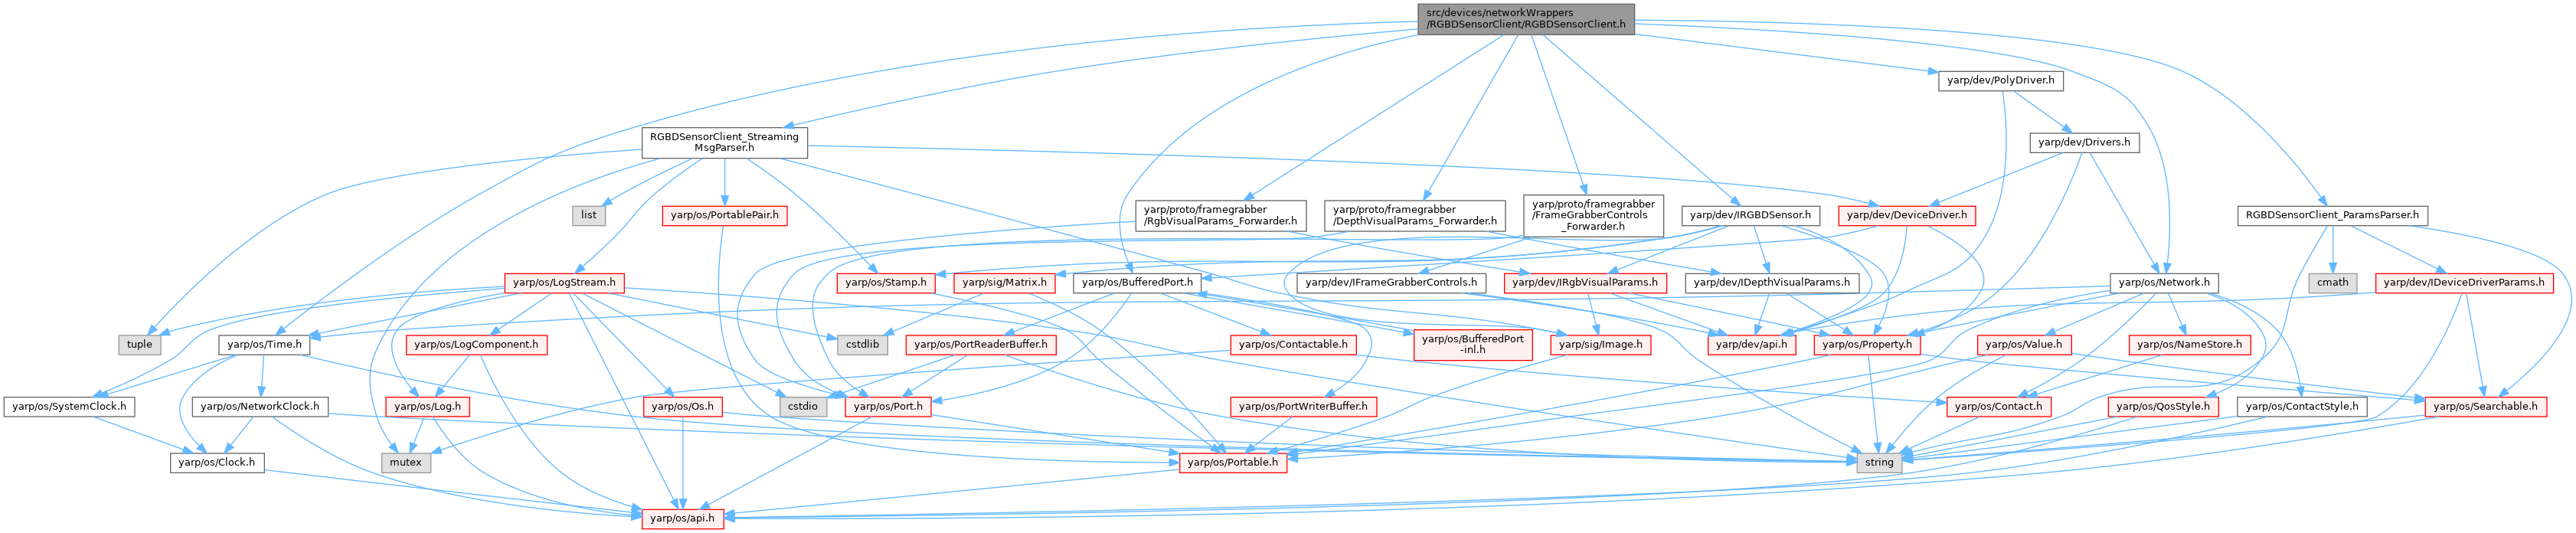 src/devices/networkWrappers
/RGBDSensorClient/RGBDSensorClient.h
yarp/dev/PolyDriver.h
RGBDSensorClient_Streaming
MsgParser.h
yarp/dev/Drivers.h
list
yarp/os/PortablePair.h
yarp/proto/framegrabber
/RgbVisualParams_Forwarder.h
yarp/proto/framegrabber
/DepthVisualParams_Forwarder.h
yarp/proto/framegrabber
/FrameGrabberControls
_Forwarder.h
yarp/dev/IRGBDSensor.h
yarp/dev/DeviceDriver.h
RGBDSensorClient_ParamsParser.h
yarp/os/LogStream.h
yarp/os/Stamp.h
yarp/sig/Matrix.h
yarp/os/BufferedPort.h
yarp/dev/IFrameGrabberControls.h
yarp/dev/IRgbVisualParams.h
yarp/dev/IDepthVisualParams.h
yarp/os/Network.h
cmath
yarp/dev/IDeviceDriverParams.h
tuple
yarp/os/Time.h
yarp/os/LogComponent.h
cstdlib
yarp/os/PortReaderBuffer.h
yarp/os/Contactable.h
yarp/os/BufferedPort
-inl.h
yarp/sig/Image.h
yarp/dev/api.h
yarp/os/Property.h
yarp/os/Value.h
yarp/os/NameStore.h
yarp/os/SystemClock.h
yarp/os/NetworkClock.h
yarp/os/Log.h
yarp/os/Os.h
cstdio
yarp/os/Port.h
yarp/os/PortWriterBuffer.h
yarp/os/Contact.h
yarp/os/QosStyle.h
yarp/os/ContactStyle.h
yarp/os/Searchable.h
yarp/os/Clock.h
mutex
yarp/os/Portable.h
string
yarp/os/api.h